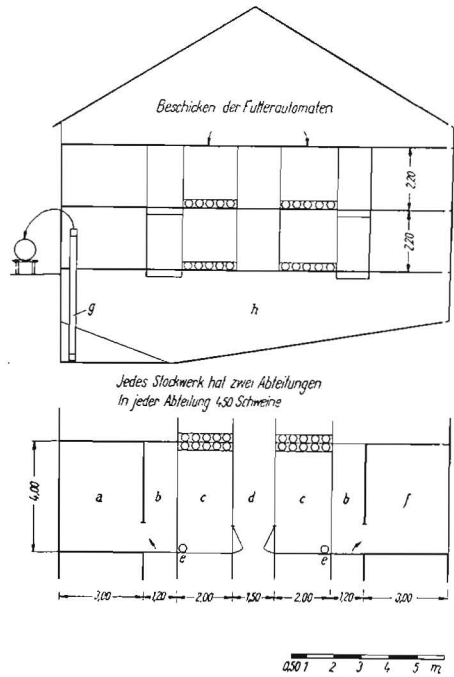 Beschicken der Futterautomaten
2,20
2,20
g
h
Jedes Stockwerk hat zwei Abteilungen
In jeder Abteilung 450 Schweine
4,00
a b c d c b f
e e
3,00 1,20 2,00 1,50 2,00 1,20 3,00
0,50 1 2 3 4 5 m